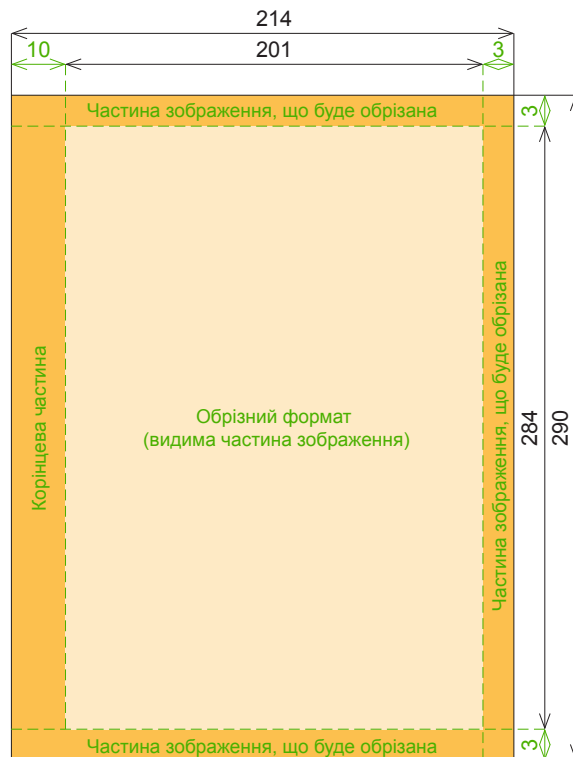 214
10
201
3
Частина зображення, що буде обрізана
3
Корінцева частина
Обрізний формат
(видима частина зображення)
Частина зображення, що буде обрізана
284
290
Частина зображення, що буде обрізана
3